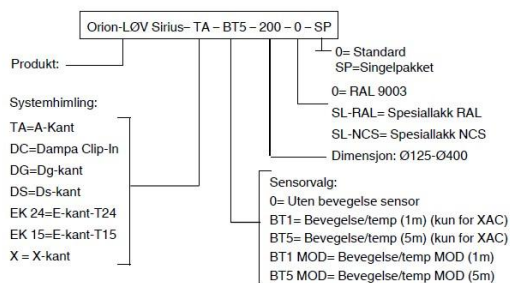 Orion-LØV Sirius– TA – BT5 – 200 – 0 – SP
0= Standard
SP=Singelpakket
Produkt:
0= RAL 9003
SL-RAL= Spesiallakk RAL
SL-NCS= Spesiallakk NCS
Dimensjon: Ø125-Ø400
Systemhimling:
TA=A-Kant
DC=Dampa Clip-In
DG=Dg-kant
DS=Ds-kant
EK 24=E-kant-T24
EK 15=E-kant-T15
X = X-kant
Sensorvalg:
0= Uten bevegelse sensor
BT1= Bevegelse/temp (1m) (kun for XAC)
BT5= Bevegelse/temp (5m) (kun for XAC)
BT1 MOD= Bevegelse/temp MOD (1m)
BT5 MOD= Bevegelse/temp MOD (5m)